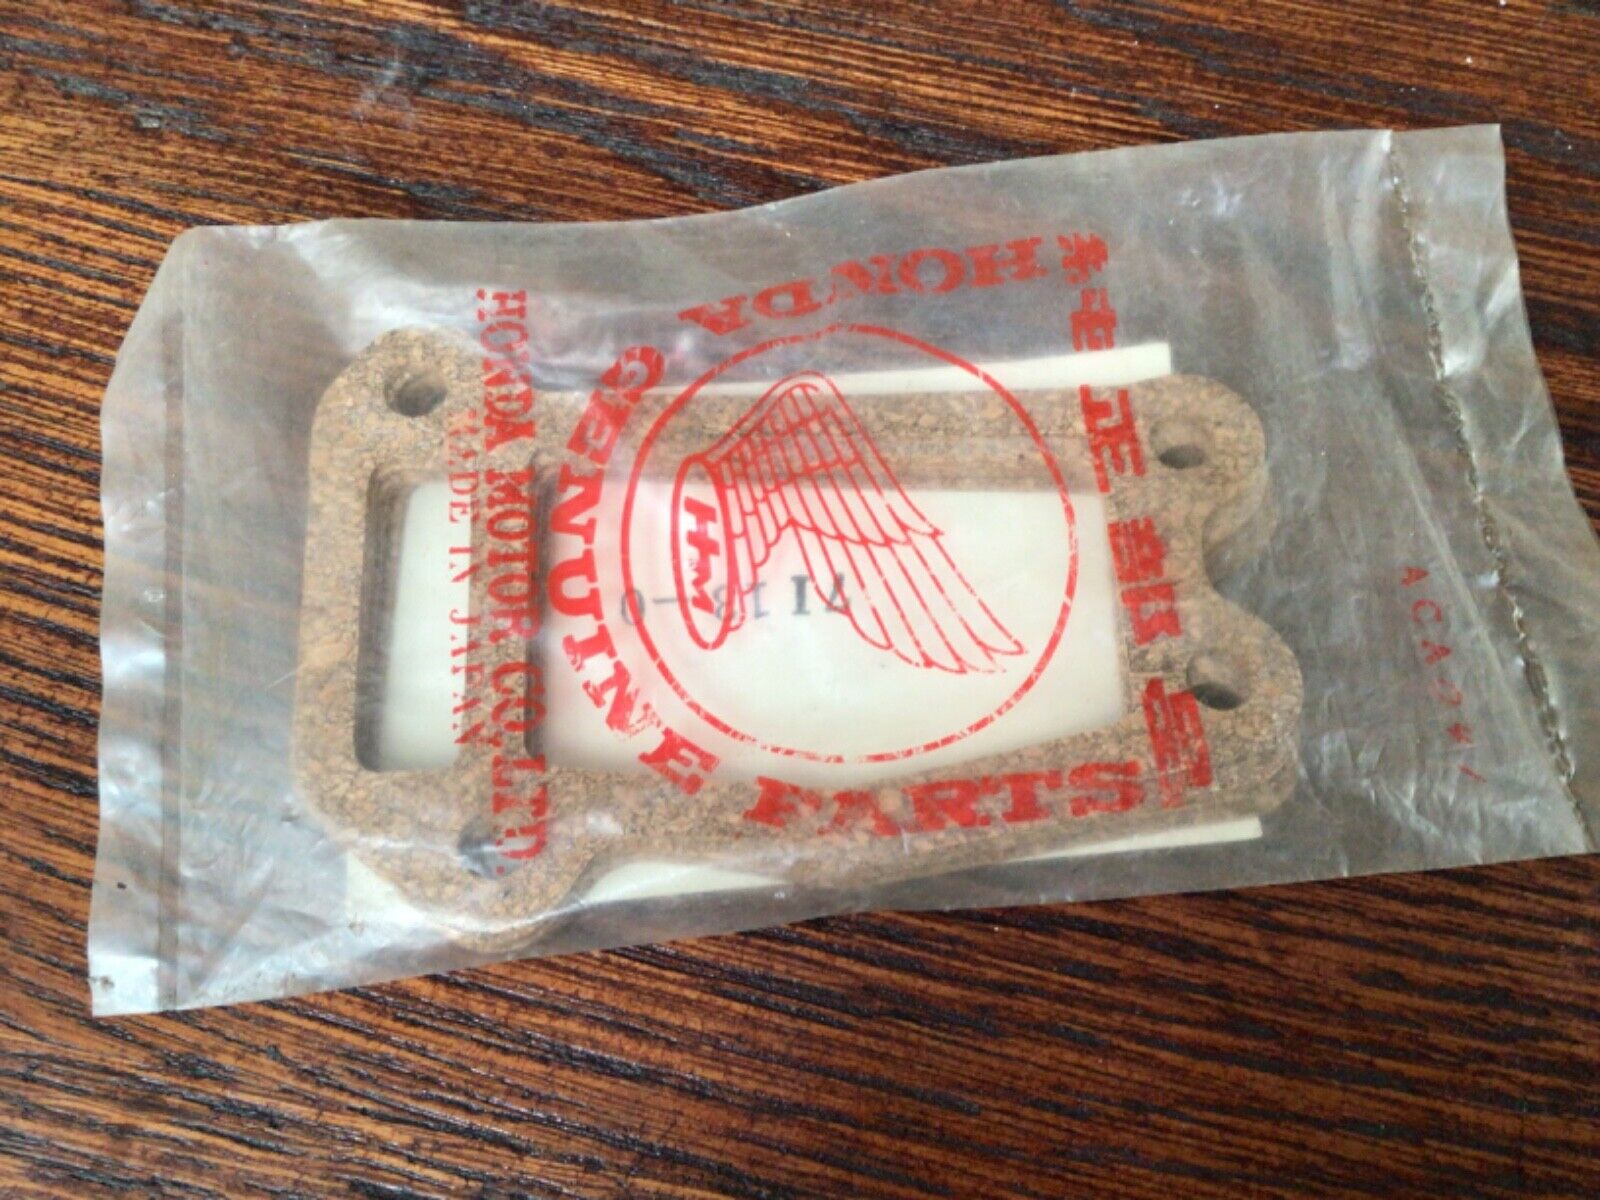 ホンダ純正部品
HONDA
GENUINE PARTS
HM
HONDA MOTOR CO. LTD.
MADE IN JAPAN